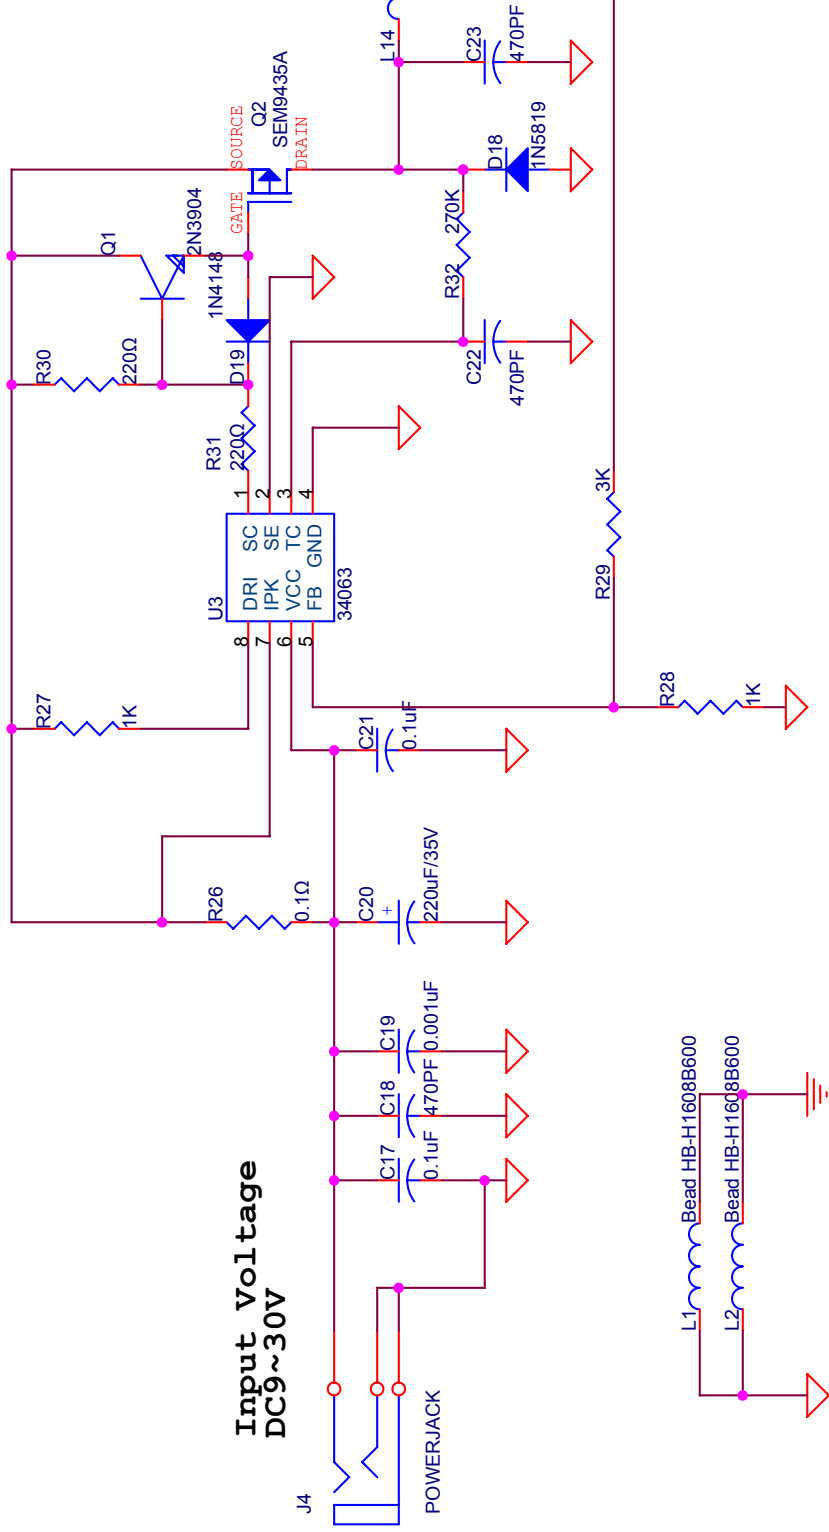 L14
C23
470PF
Q2
SEM9435A
SOURCE
DRAIN
GATE
D18
1N5819
Q1
2N3904
1N4148
D19
R32
270K
C22
470PF
R30
220Ω
R31
220Ω
1
2
3
4
SC
SE
TC
GND
DRI
IPK
VCC
FB
U3
34063
8
7
6
5
R29
3K
R27
1K
R28
1K
C21
0.1uF
R26
0.1Ω
C20
+
220uF/35V
C19
0.001uF
C18
470PF
C17
0.1uF
Input Voltage
DC9~30V
J4
POWERJACK
L1
Bead HB-H1608B600
L2
Bead HB-H1608B600